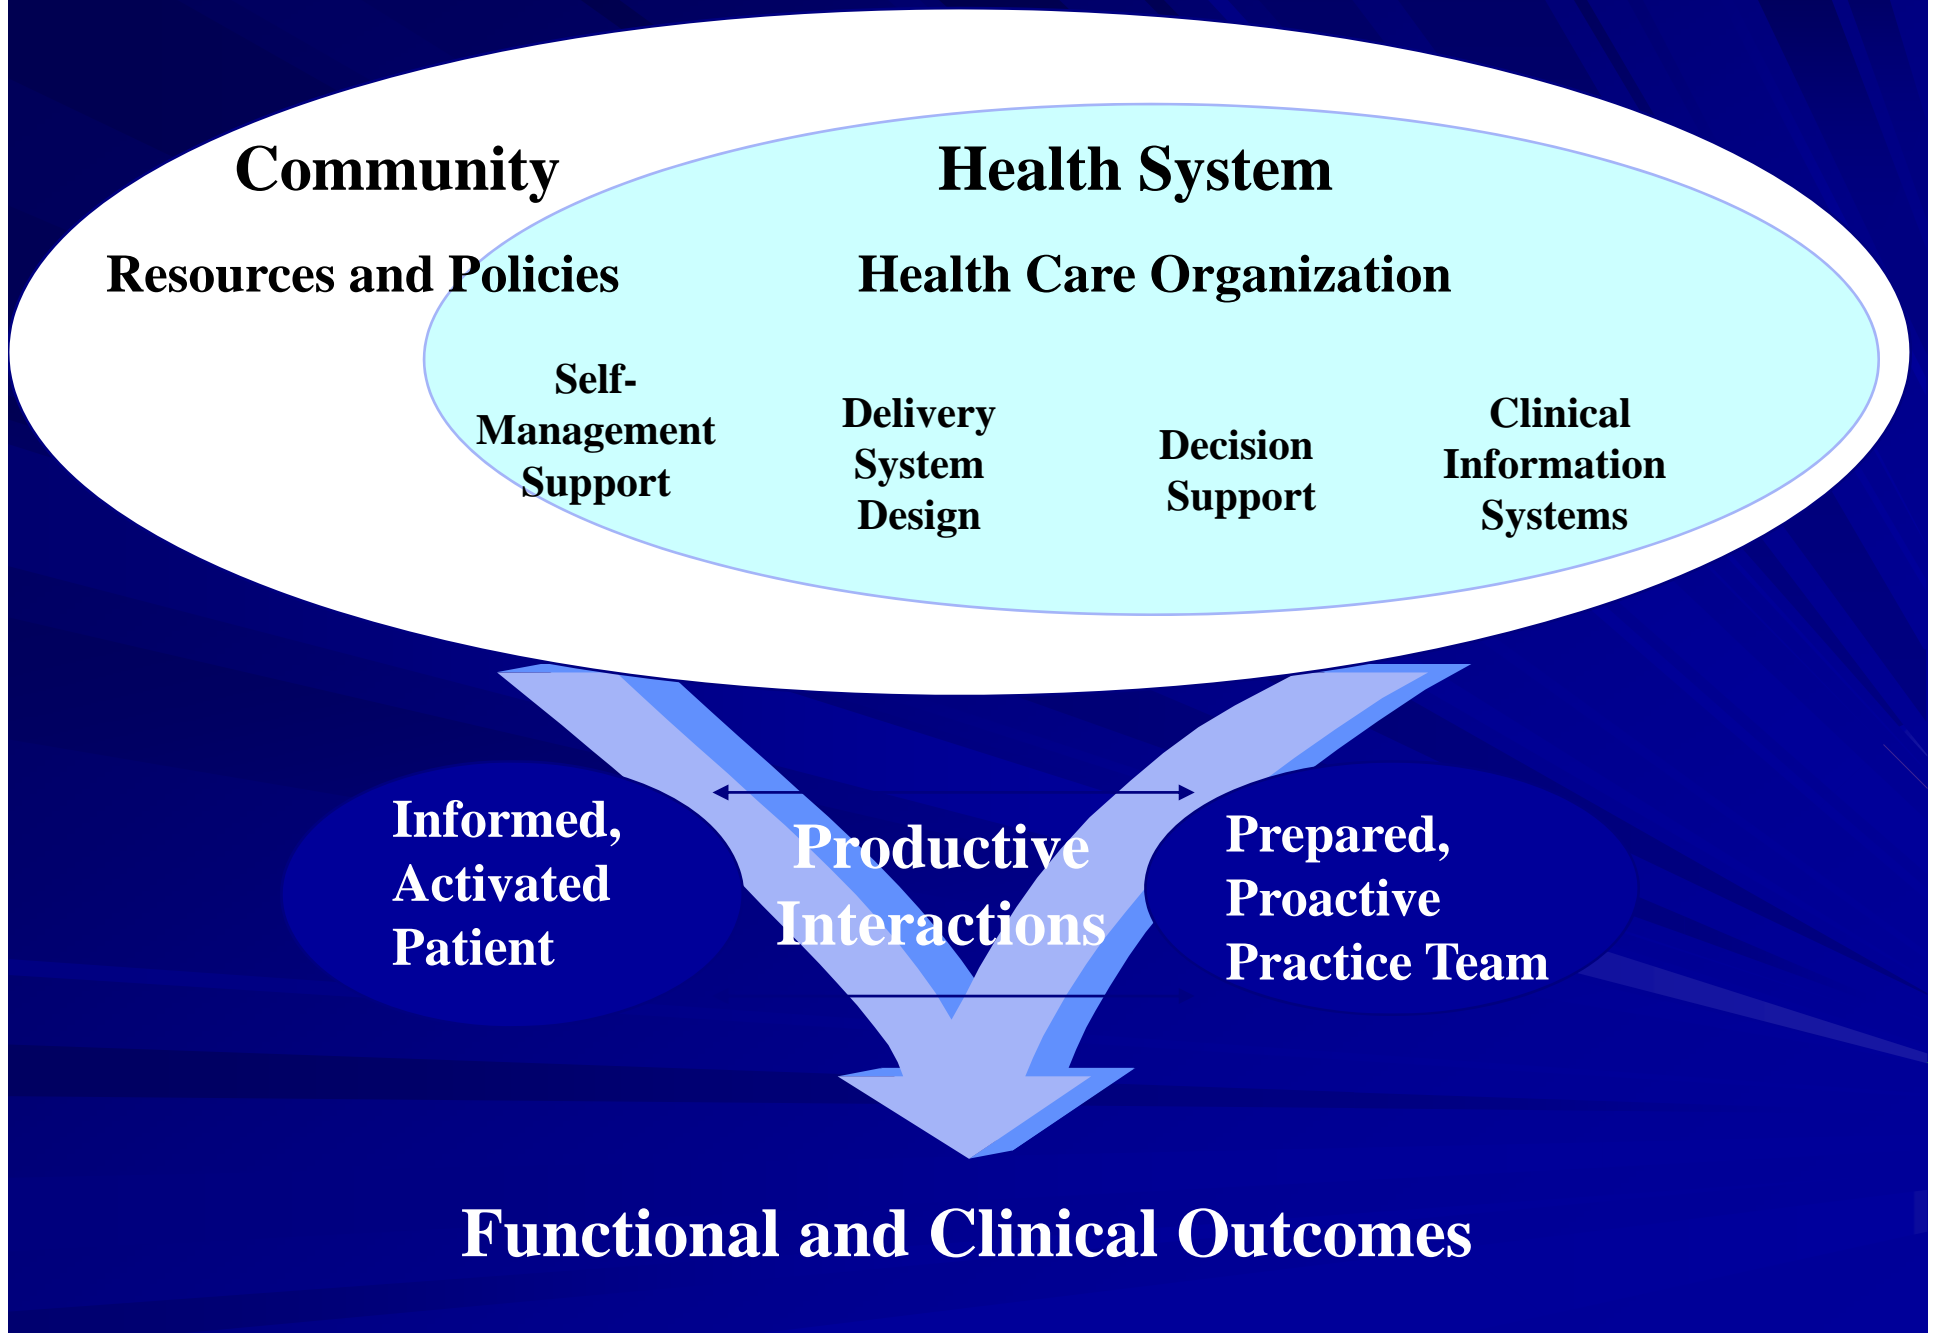 Community
Health System
Resources and Policies
Health Care Organization
Self-
Management
Support
Delivery
System
Design
Decision
Support
Clinical
Information
Systems
Informed,
Activated
Patient
Productive
Interactions
Prepared,
Proactive
Practice Team
Functional and Clinical Outcomes